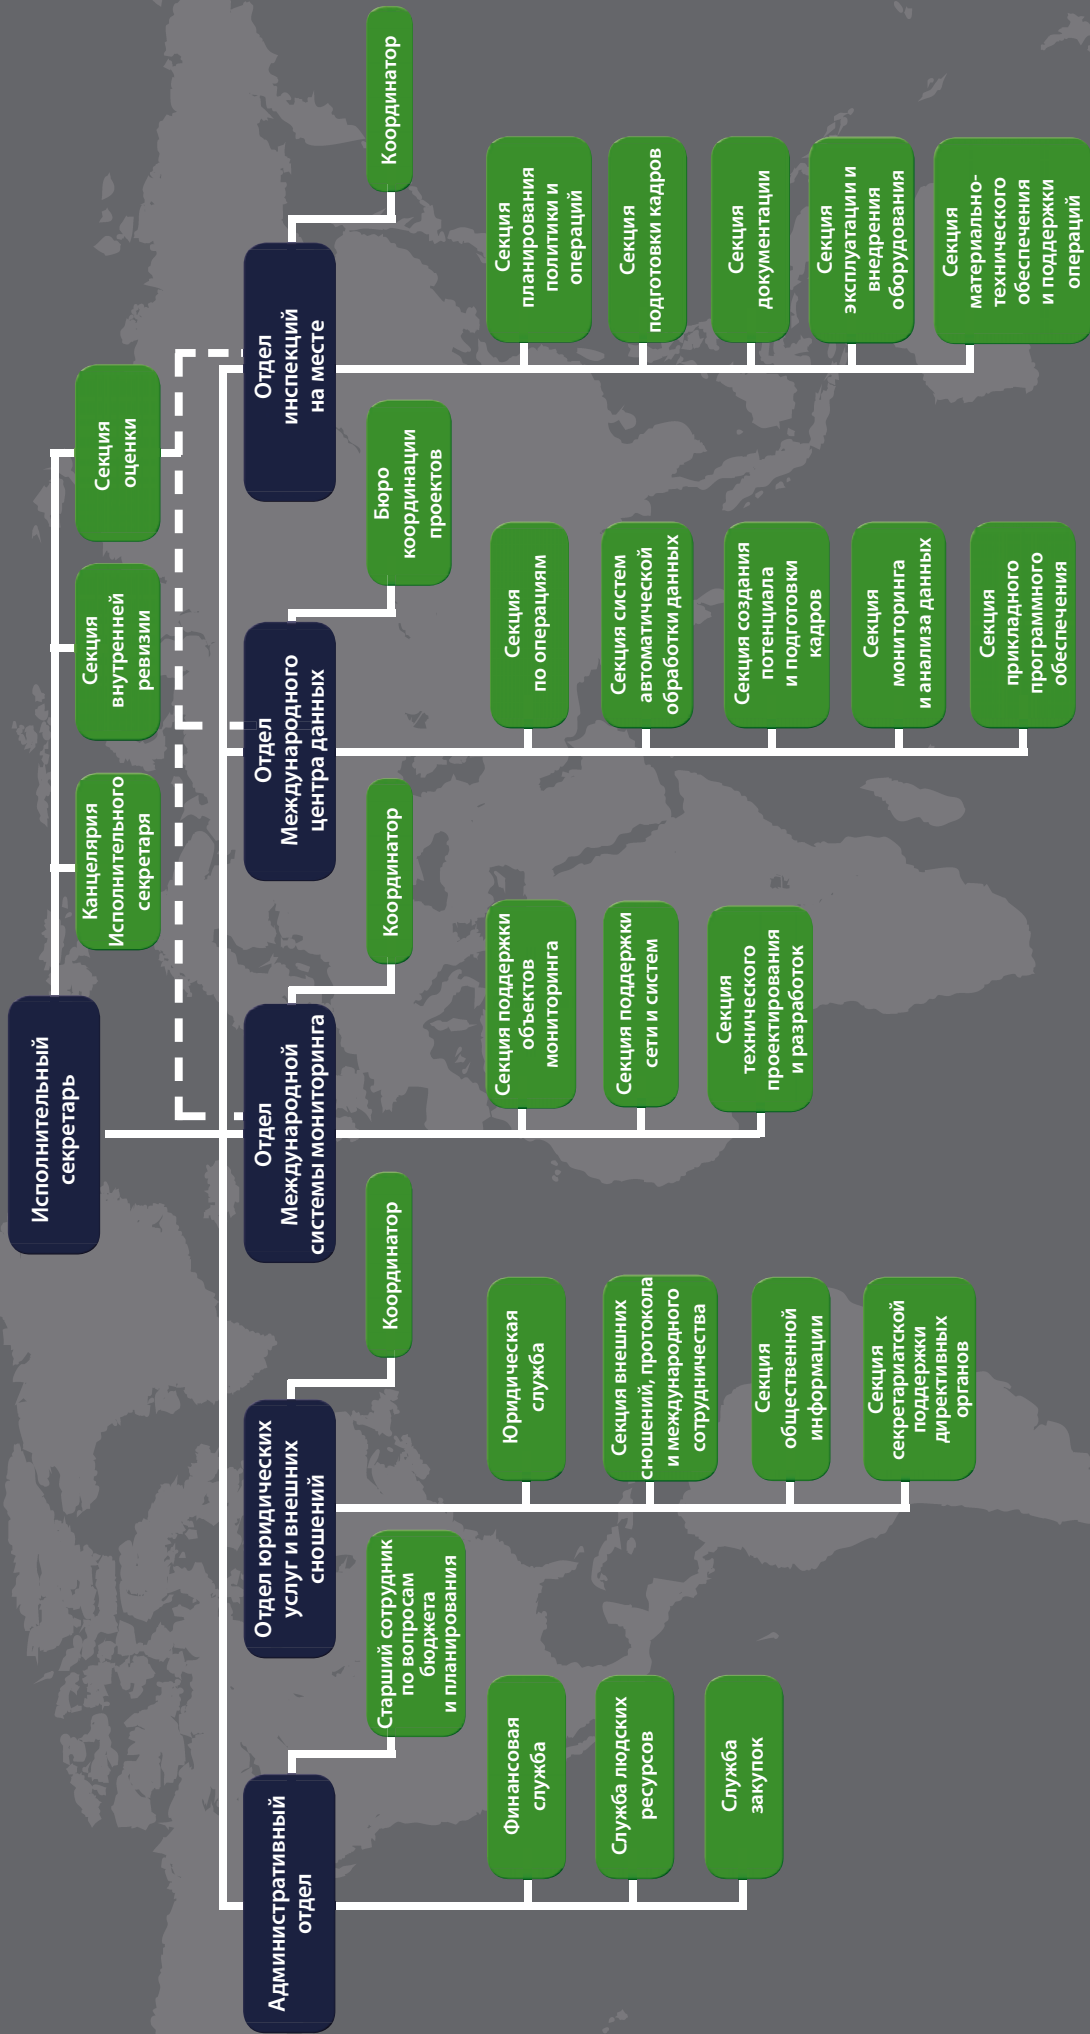 Исполнительный
секретарь
Канцелярия
Исполнительного
секретаря
Секция
внутренней
ревизии
Секция
оценки
Административный
отдел
Старший сотрудник
по вопросам
бюджета
и планирования
Финансовая
служба
Служба людских
ресурсов
Служба
закупок
Отдел юридических
услуг и внешних
сношений
Координатор
Юридическая
служба
Секция внешних
сношений, протокола
и международного
сотрудничества
Секция
общественной
информации
Секция
секретариатской
поддержки
директивных
органов
Отдел
Международной
системы мониторинга
Координатор
Секция поддержки
объектов
мониторинга
Секция поддержки
сети и систем
Секция
технического
проектирования
и разработок
Отдел
Международного
центра данных
Бюро
координации
проектов
Секция
по операциям
Секция систем
автоматической
обработки данных
Секция создания
потенциала
и подготовки
кадров
Секция
мониторинга
и анализа данных
Секция
прикладного
программного
обеспечения
Отдел
инспекций
на месте
Координатор
Секция
планирования
политики и
операций
Секция
подготовки кадров
Секция
документации
Секция
эксплуатации и
внедрения
оборудования
Секция
материально-
технического
обеспечения
и поддержки
операций